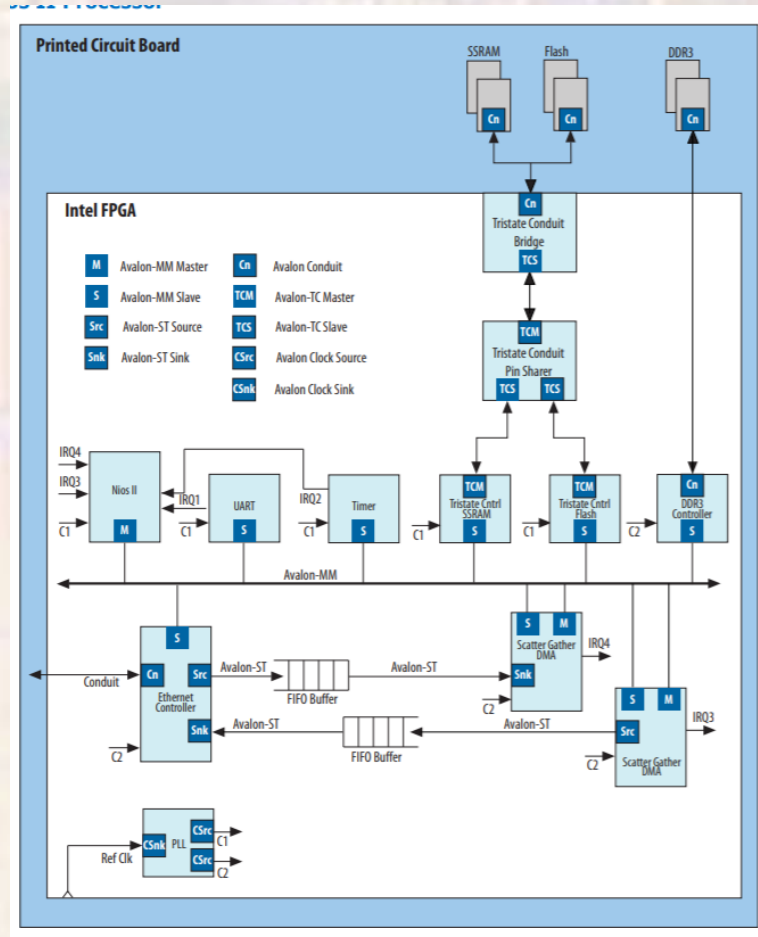 Printed Circuit Board
SSRAM
Flash
DDR3
Cn
Cn
Cn
Intel FPGA
Cn
Tristate Conduit
Bridge
TCS
M Avalon-MM Master
Cn Avalon Conduit
S Avalon-MM Slave
TCM Avalon-TC Master
Src Avalon-ST Source
TCS Avalon-TC Slave
Snk Avalon-ST Sink
CSrc Avalon Clock Source
CSnk Avalon Clock Sink
TCM
Tristate Conduit
Pin Sharer
TCS
TCS
IRQ4
IRQ3
C1
Nios II
M
IRQ1
C1
UART
S
IRQ2
C1
Timer
S
C1
TCM
Tristate Cntrl
SSRAM
S
C1
TCM
Tristate Cntrl
Flash
S
C2
Cn
DDR3
Controller
S
Avalon-MM
S
Cn
Src
Ethernet
Controller
Snk
Conduit
C2
Avalon-ST
FIFO Buffer
Avalon-ST
S
M
Scatter Gather
DMA
Snk
IRQ4
C2
Avalon-ST
FIFO Buffer
Avalon-ST
S
M
Src
IRQ3
C2
Scatter Gather
DMA
CSnk
PLL
CSrc
C1
CSrc
C2
Ref Clk